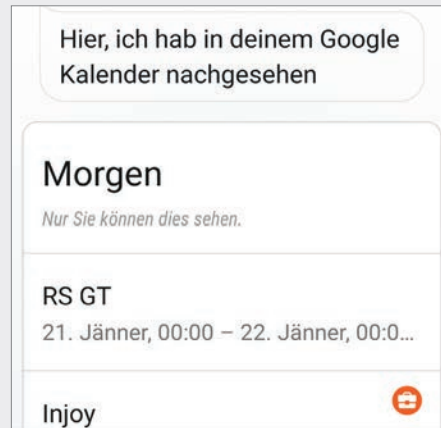 Hier, ich hab in deinem Google
Kalender nachgesehen
Morgen
Nur Sie können dies sehen.
RS GT
21. Jänner, 00:00 – 22. Jänner, 00:0...
Injoy